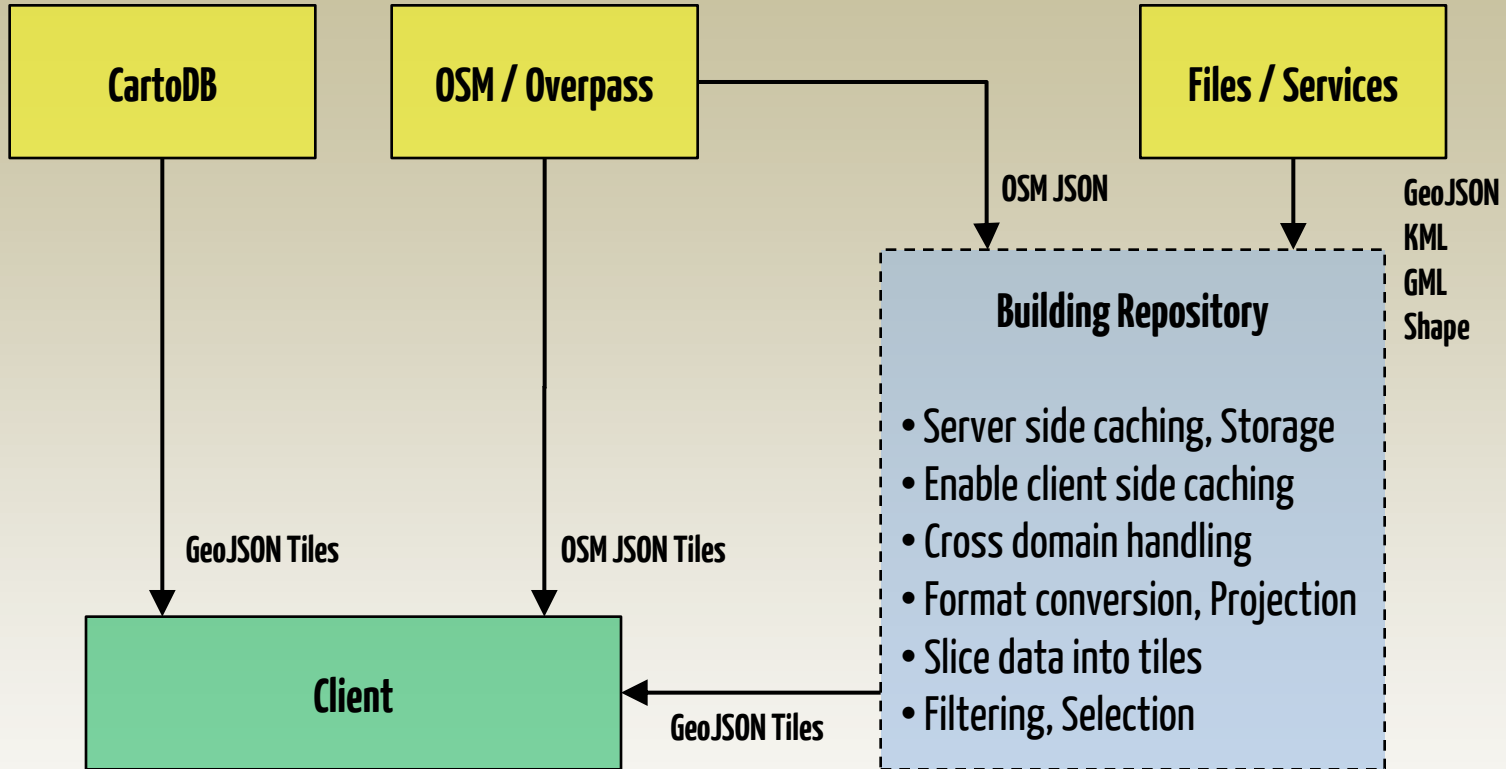 CartoDB
OSM / Overpass
Files / Services
OSM JSON
GeoJSON
KML
GML
Shape
Building Repository
• Server side caching, Storage
• Enable client side caching
• Cross domain handling
• Format conversion, Projection
• Slice data into tiles
• Filtering, Selection
GeoJSON Tiles
OSM JSON Tiles
Client
GeoJSON Tiles